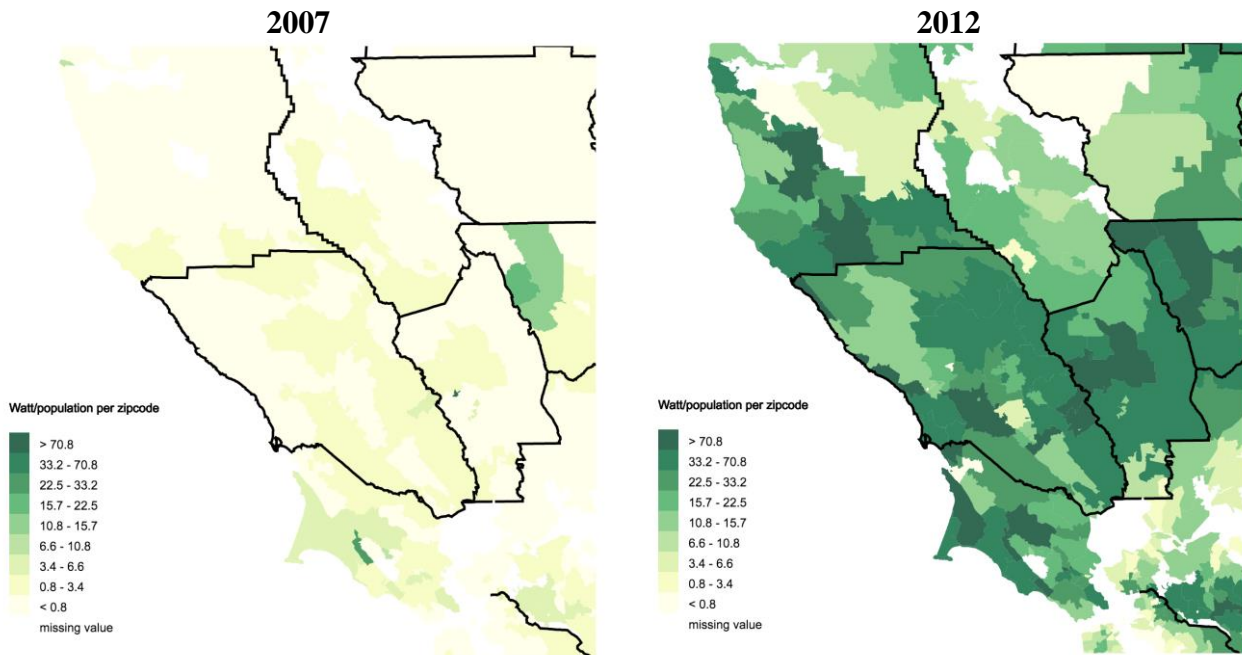 2007
2012
Watt/population per zipcode
> 70.8
33.2 - 70.8
22.5 - 33.2
15.7 - 22.5
10.8 - 15.7
6.6 - 10.8
3.4 - 6.6
0.8 - 3.4
< 0.8
missing value
Watt/population per zipcode
> 70.8
33.2 - 70.8
22.5 - 33.2
15.7 - 22.5
10.8 - 15.7
6.6 - 10.8
3.4 - 6.6
0.8 - 3.4
< 0.8
missing value